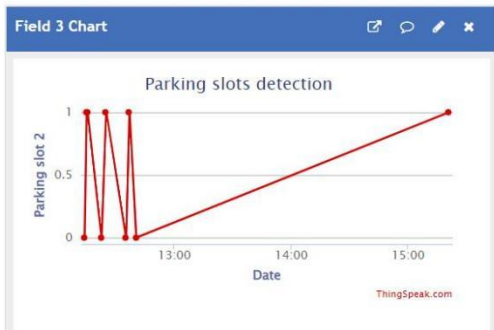 Field 3 Chart
Parking slots detection
Parking slot 2
1
0.5
0
13:00
14:00
15:00
Date
ThingSpeak.com